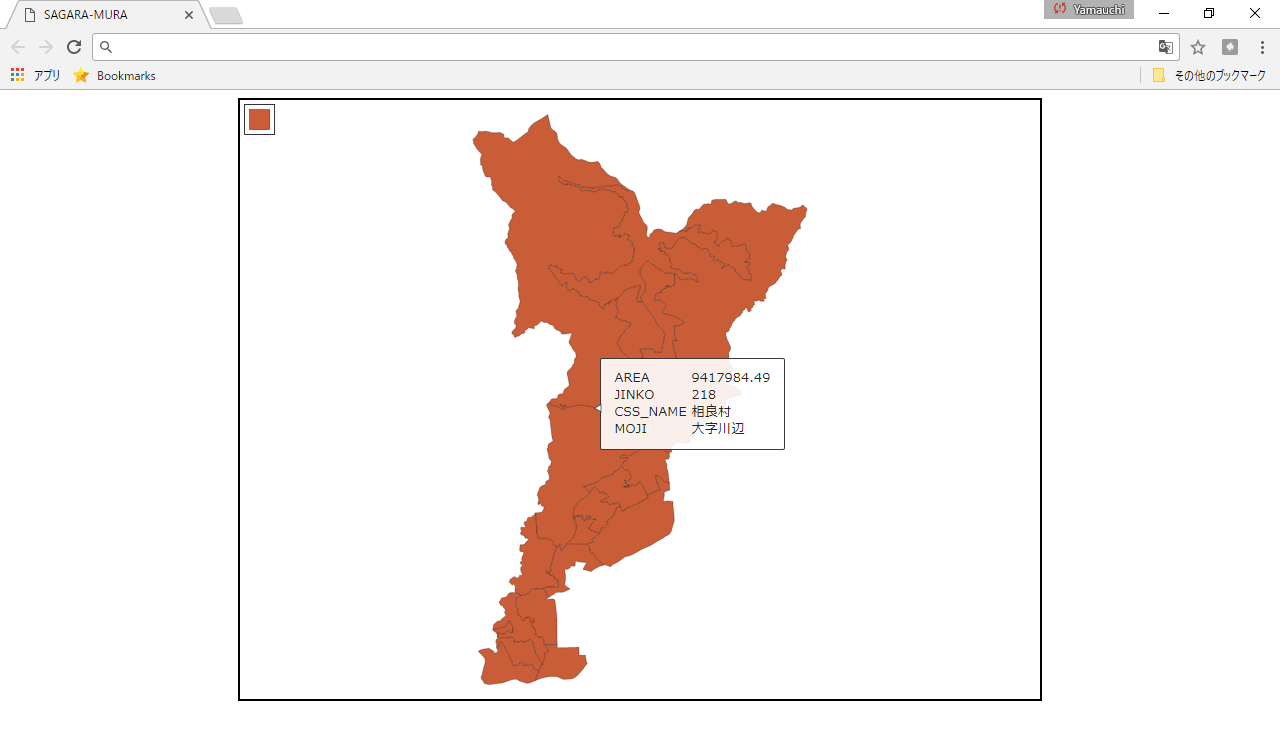 SAGARA-MURA
Yamauchi
アプリ
Bookmarks
その他のブックマーク
AREA 9417984.49
JINKO 218
CSS_NAME 相良村
MOJI 大字川辺